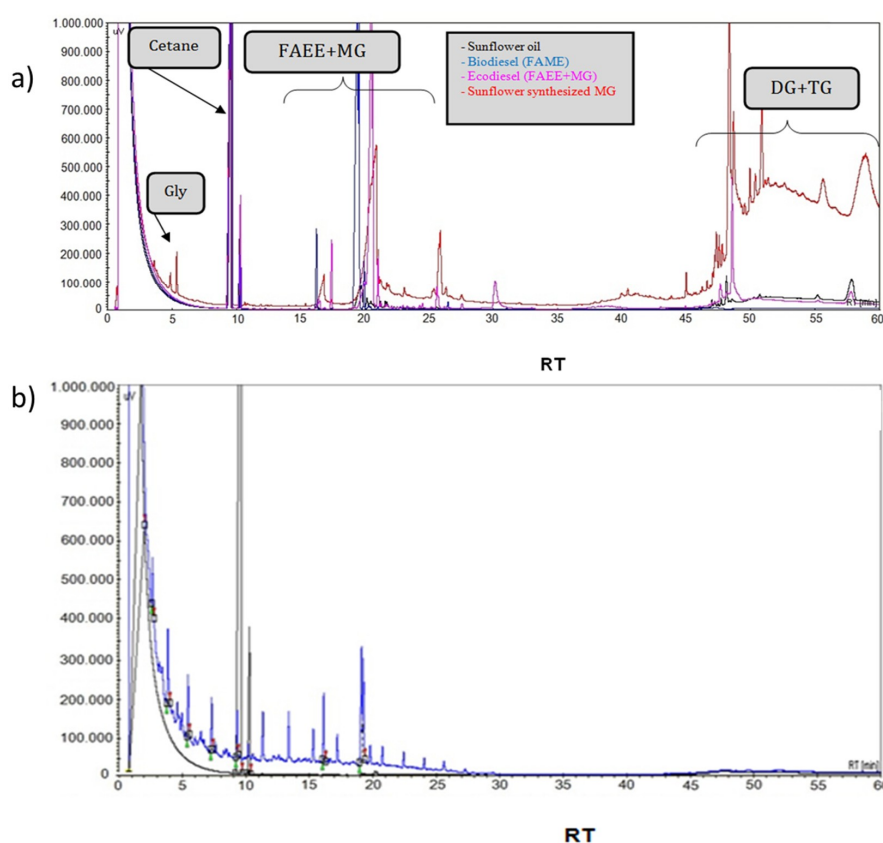 a)
1.000.000
uV
900.000
800.000
700.000
600.000
500.000
400.000
300.000
200.000
100.000
0
Cetane
Gly
FAEE+MG
- Sunflower oil
- Biodiesel (FAME)
- Ecodiesel (FAEE+MG)
- Sunflower synthesized MG
DG+TG
RT [min]
0 5 10 15 20 25 30 35 40 45 50 55 60
RT
b)
1.000.000
uV
900.000
800.000
700.000
600.000
500.000
400.000
300.000
200.000
100.000
0
RT [min]
0 5 10 15 20 25 30 35 40 45 50 55 60
RT